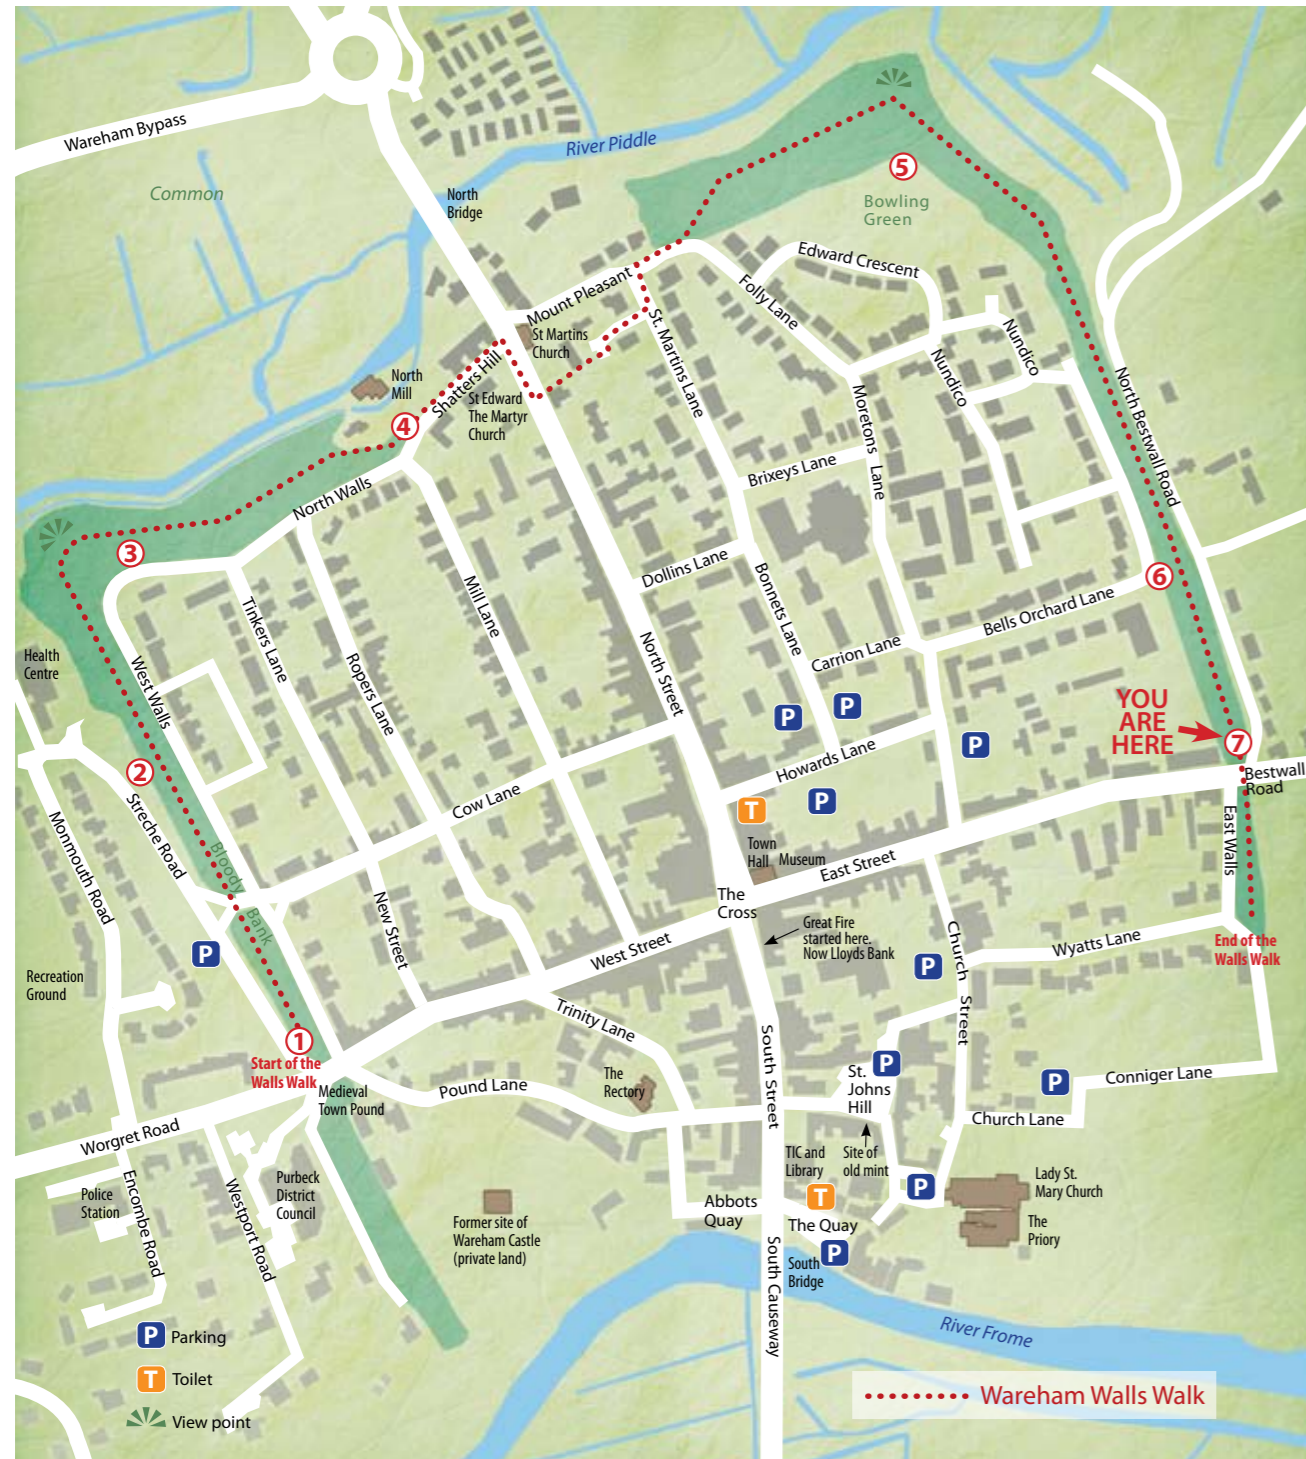 Wareham Bypass
Common
River Piddle
North
Bridge
5
Bowling
Green
Edward Crescent
Mount Pleasant
Folly Lane
St Martins
Church
Nundico
Nundico
North
Mill
Shatters Hill
St. Martins Lane
St Edward
The Martyr
Church
4
Moretons Lane
North Bestwall Road
Brixeys Lane
North Walls
3
Dollins Lane
Mill Lane
Bonnets Lane
6
Bells Orchard Lane
Tinkers Lane
Ropers Lane
North Street
Carrion Lane
Health
Centre
West Walls
P
P
YOU
ARE
HERE
7
P
Howards Lane
2
Bestwall
Road
Streche Road
Cow Lane
T
P
East Walls
Monmouth Road
Bloody
Bank
Town
Hall
Museum
East Street
The
Cross
New Street
Great Fire
started here.
Now Lloyds Bank
Church Street
Wyatts Lane
End of the
Walls Walk
P
P
West Street
Recreation
Ground
Trinity Lane
1
Start of the
Walls Walk
South Street
P
St.
Johns
Hill
P
Conniger Lane
Medieval
Town Pound
Pound Lane
The
Rectory
Church Lane
Worgret Road
TIC and
Library
Site of
old mint
Lady St.
Mary Church
Police
Station
Encombe Road
Westport Road
Purbeck
District
Council
T
P
Abbots
Quay
The Quay
The
Priory
Former site of
Wareham Castle
(private land)
South
Bridge
P
South Causeway
River Frome
P Parking
T Toilet
View point
Wareham Walls Walk